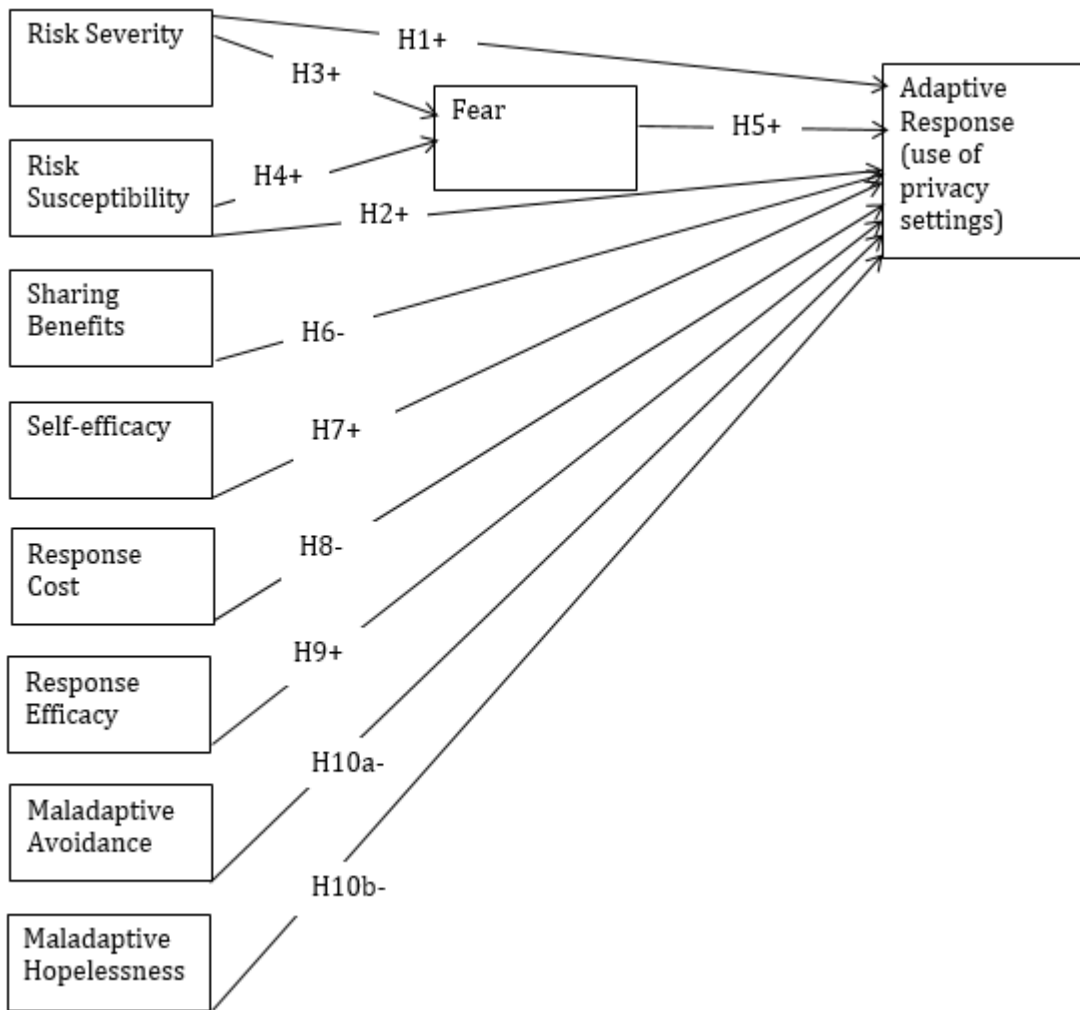 Risk Severity
H1+
H3+
Fear
H5+
Adaptive
Response
(use of
privacy
settings)
Risk
Susceptibility
H4+
H2+
Sharing
Benefits
H6-
Self-efficacy
H7+
Response
Cost
H8-
Response
Efficacy
H9+
Maladaptive
Avoidance
H10a-
Maladaptive
Hopelessness
H10b-